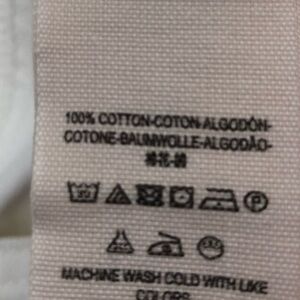 100% COTTON-COTON-ALGODÓN-
COTONE-BAUMWOLLE-ALGODÃO-
MACHINE WASH COLD WITH LIKE
COLORS